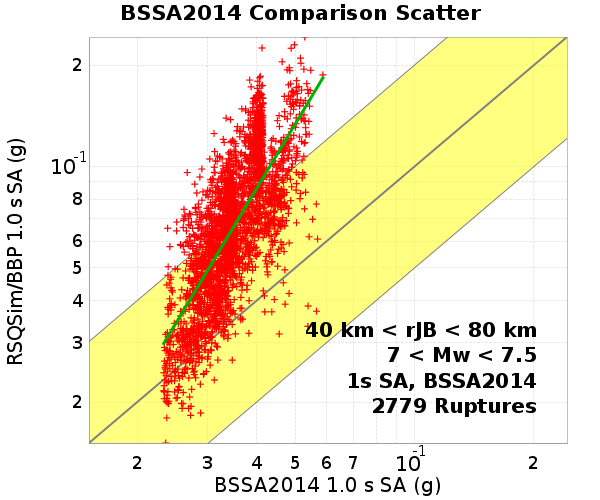 BSSA2014 Comparison Scatter
RSQSim/BBP 1.0 s SA (g)
2
10⁻¹
8
6
5
4
3
2
40 km < rJB < 80 km
7 < Mw < 7.5
1s SA, BSSA2014
2779 Ruptures
2 3 4 5 6 7 10⁻¹ 2
BSSA2014 1.0 s SA (g)